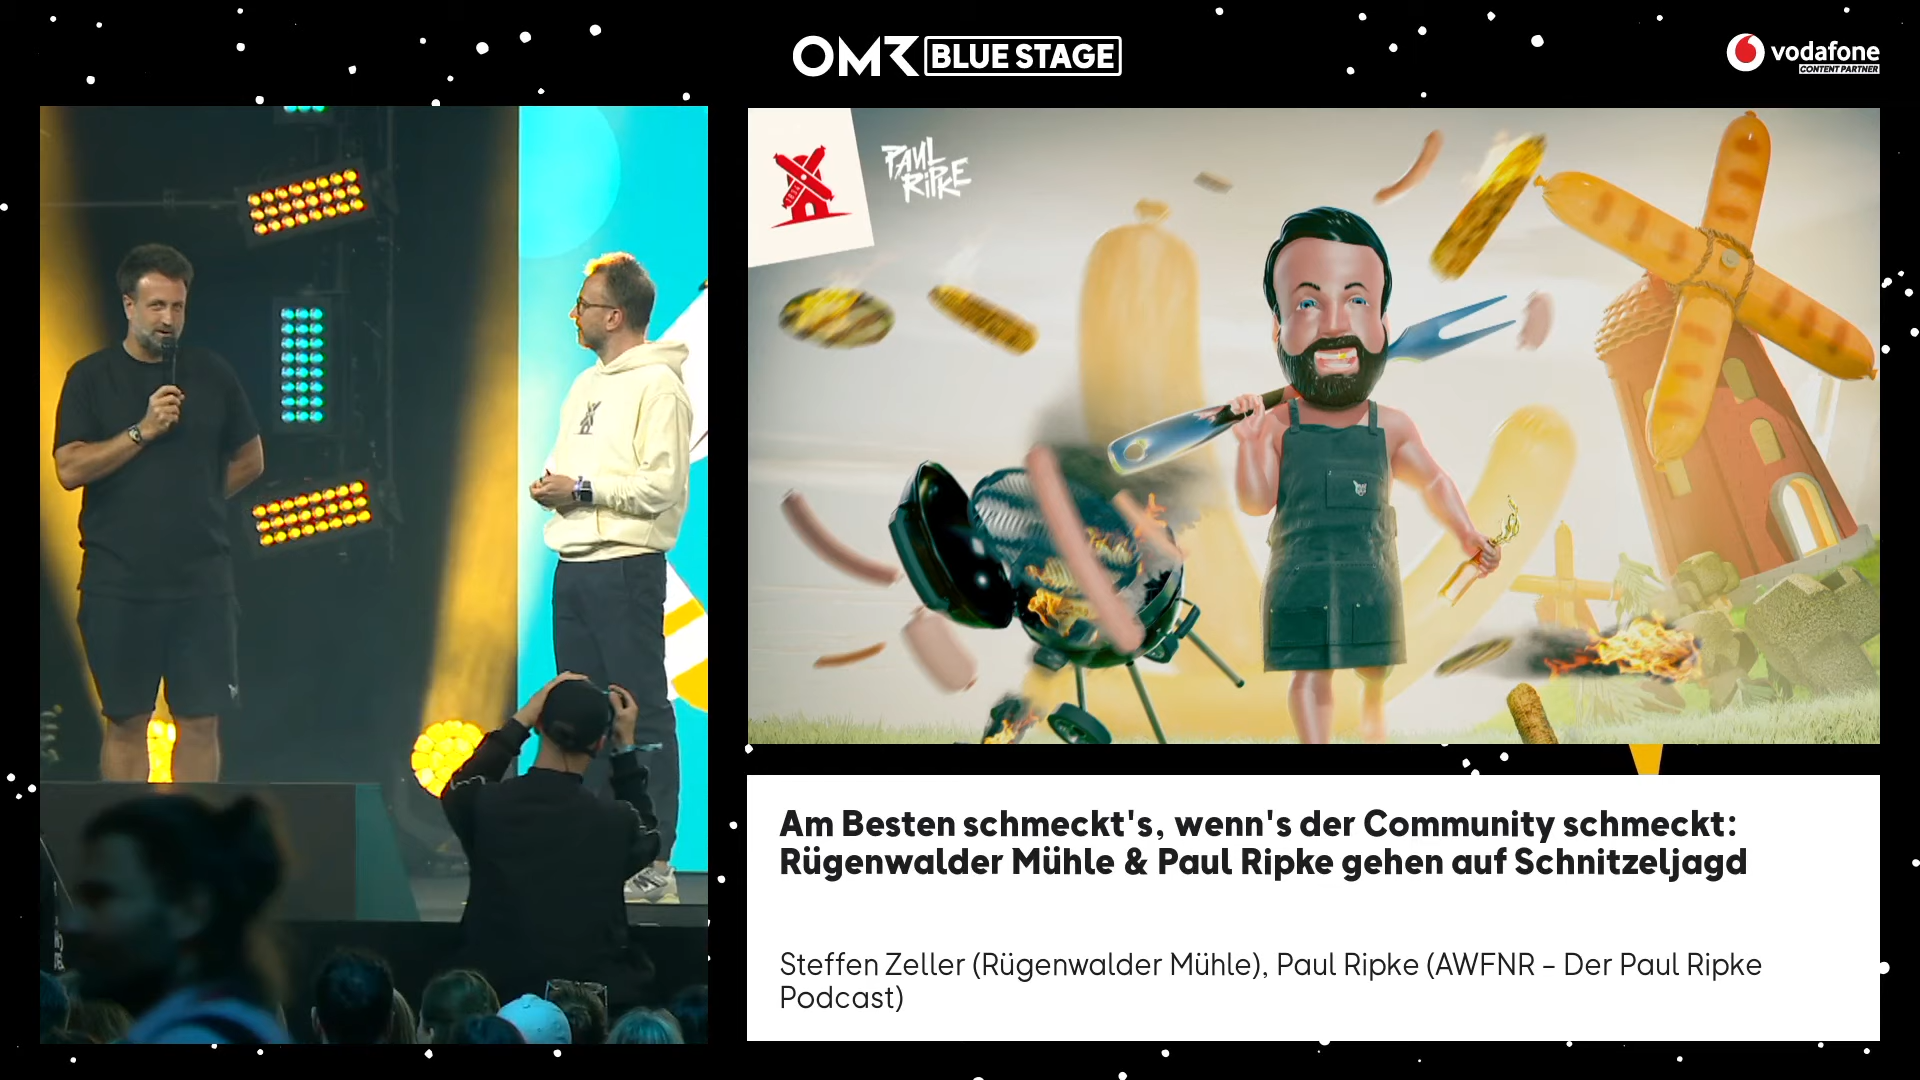 OMR BLUE STAGE
vodafone
CONTENT PARTNER
PAUL
RIPKE
Am Besten schmeckt's, wenn's der Community schmeckt:
Rügenwalder Mühle & Paul Ripke gehen auf Schnitzeljagd
Steffen Zeller (Rügenwalder Mühle), Paul Ripke (AWFNR – Der Paul Ripke
Podcast)